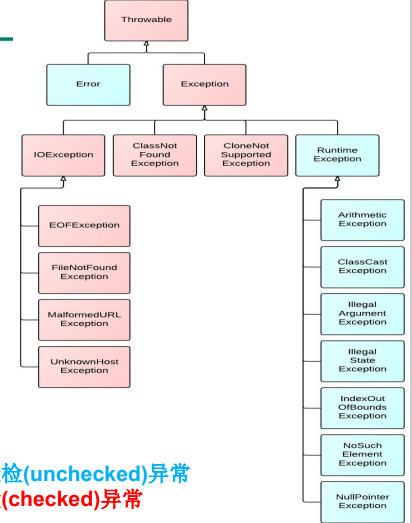 Throwable
Error
Exception
IOException
ClassNot
Found
Exception
CloneNot
Supported
Exception
Runtime
Exception
EOFException
FileNotFound
Exception
MalformedURL
Exception
UnknownHost
Exception
Arithmetic
Exception
ClassCast
Exception
Illegal
Argument
Exception
Illegal
State
Exception
IndexOut
OfBounds
Exception
NoSuch
Element
Exception
NullPointer
Exception
检(unchecked)异常
(checked)异常